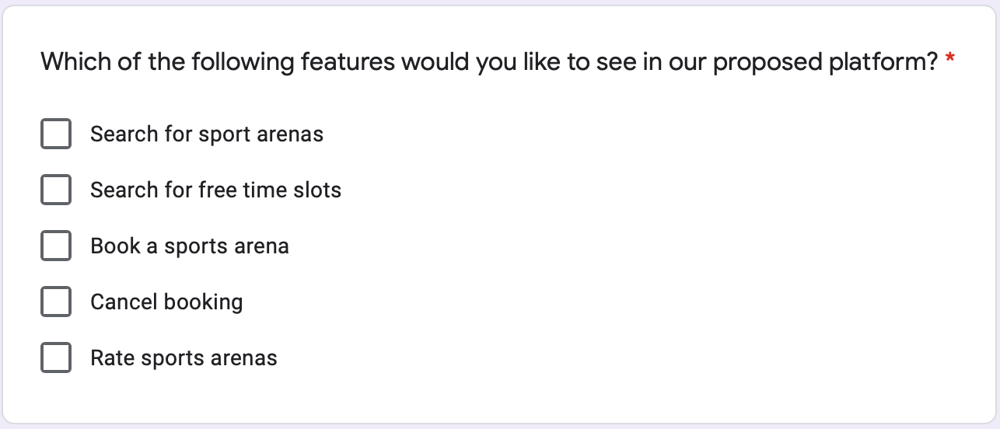 Which of the following features would you like to see in our proposed platform? *
Search for sport arenas
Search for free time slots
Book a sports arena
Cancel booking
Rate sports arenas